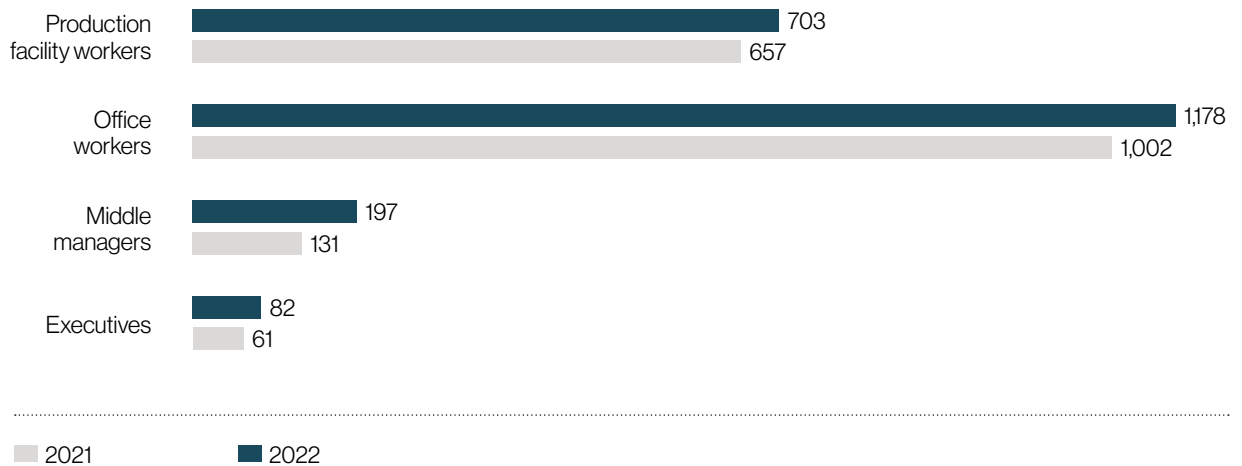 Production
facility workers
703
657
Office
workers
1,178
1,002
Middle
managers
197
131
Executives
82
61
2021
2022